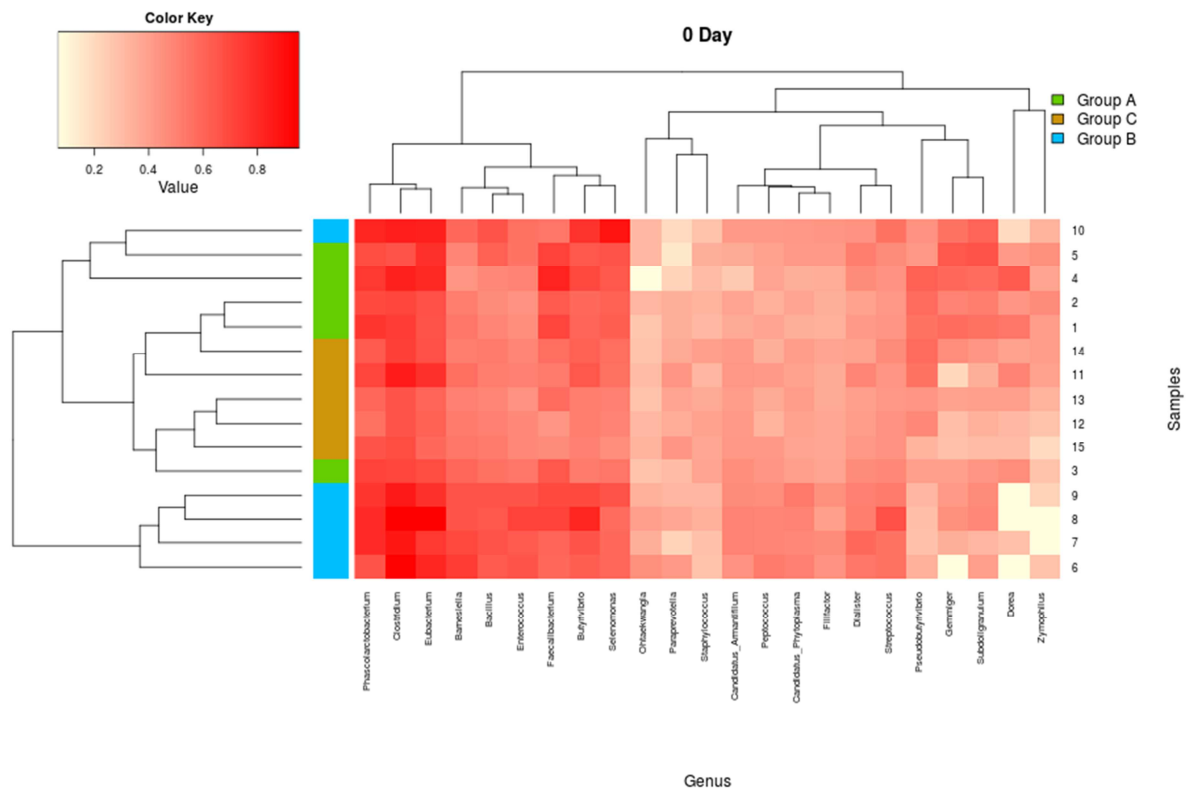 Color Key
0.2 0.4 0.6 0.8
Value
0 Day
Group A
Group C
Group B
10
5
4
2
1
14
11
13
12
15
3
9
8
7
6
Samples
Phascolarctobacterium
Clostridium
Eubacterium
Barnesiella
Bacillus
Enterococcus
Faecalibacterium
Butyrivibrio
Selenomonas
Ohtaekwangia
Paraprevotella
Staphylococcus
Candidatus_Armantifilum
Peptococcus
Candidatus_Phytoplasma
Filifactor
Dialister
Streptococcus
Pseudobutyrivibrio
Gemmiger
Subdoligranulum
Dorea
Zymophilus
Genus